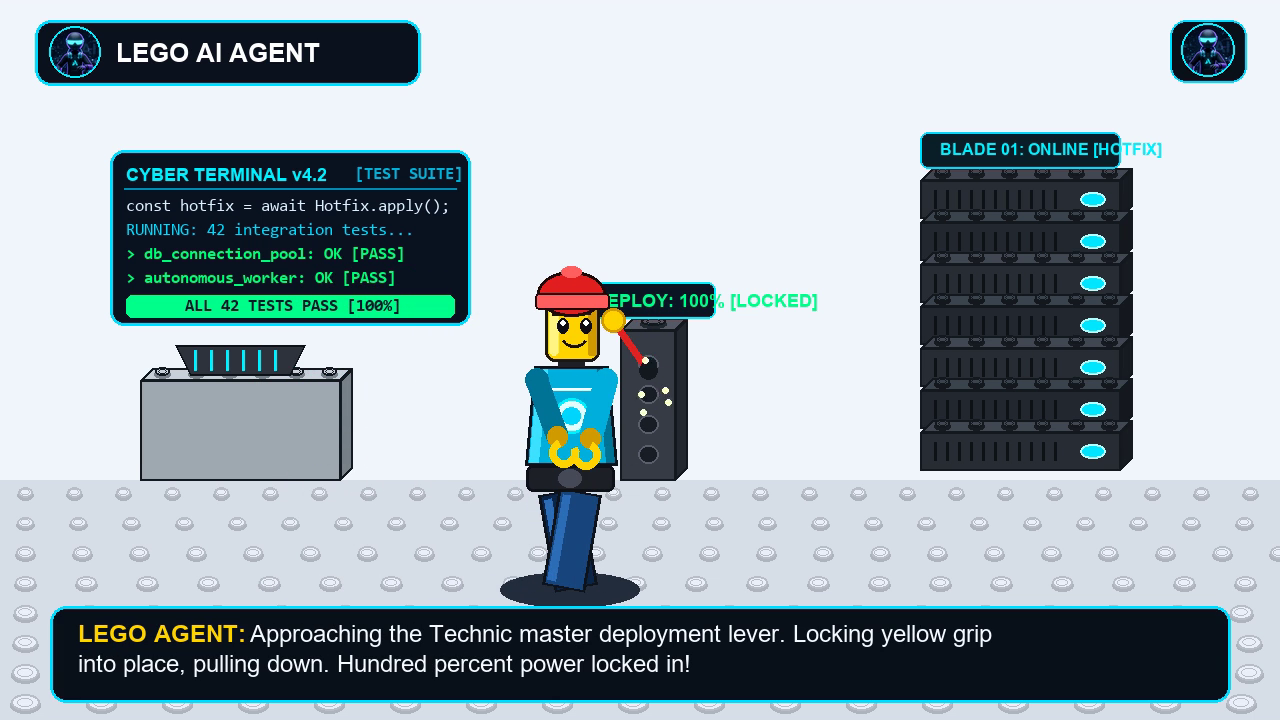 LEGO AI AGENT
BLADE 01: ONLINE [HOTFIX]
CYBER TERMINAL v4.2 [TEST SUITE]
const hotfix = await Hotfix.apply();
RUNNING: 42 integration tests...
> db_connection_pool: OK [PASS]
> autonomous_worker: OK [PASS]
ALL 42 TESTS PASS [100%]
EPLOY: 100% [LOCKED]
LEGO AGENT: Approaching the Technic master deployment lever. Locking yellow grip
into place, pulling down. Hundred percent power locked in!